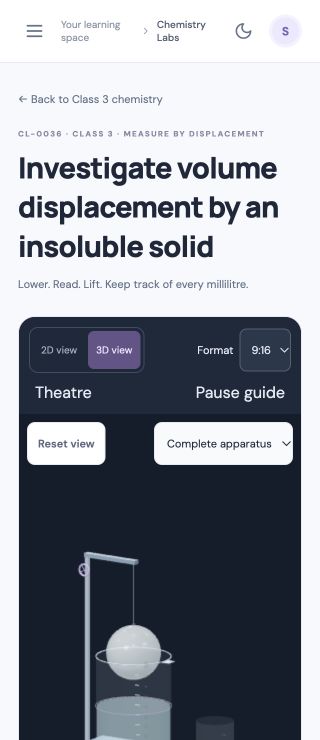 Your learning space
Chemistry Labs
S
← Back to Class 3 chemistry
CL-0036 · CLASS 3 · MEASURE BY DISPLACEMENT
Investigate volume
displacement by an
insoluble solid
Lower. Read. Lift. Keep track of every millilitre.
2D view
3D view
Format
9:16
Theatre
Pause guide
Reset view
Complete apparatus